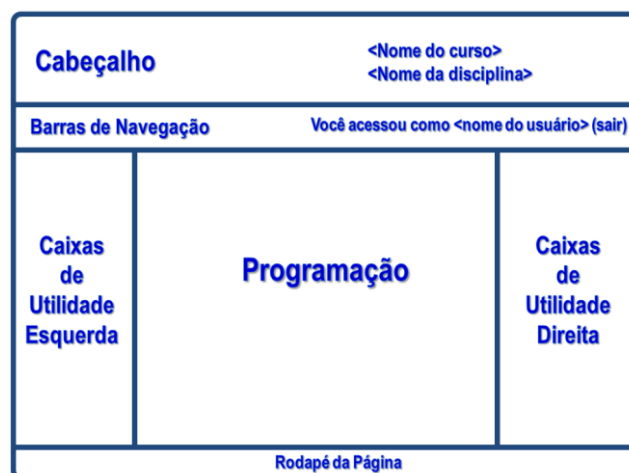 Cabeçalho
<Nome do curso>
<Nome da disciplina>
Barras de Navegação
Você acessou como <nome do usuário> (sair)
Caixas
de
Utilidade
Esquerda
Programação
Caixas
de
Utilidade
Direita
Rodapé da Página